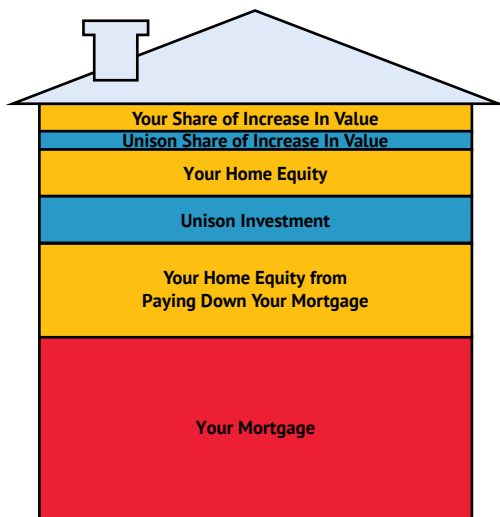 Your Share of Increase In Value
Unison Share of Increase In Value
Your Home Equity
Unison Investment
Your Home Equity from
Paying Down Your Mortgage
Your Mortgage